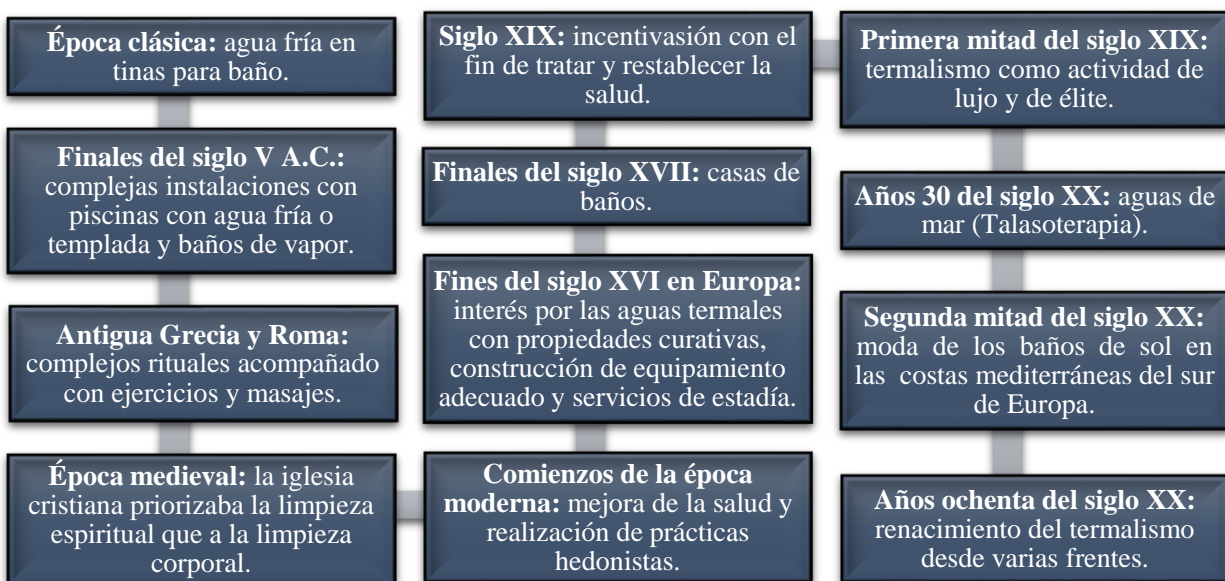 Época clásica: agua fría en
tinas para baño.
Finales del siglo V A.C.:
complejas instalaciones con
piscinas con agua fría o
templada y baños de vapor.
Antigua Grecia y Roma:
complejos rituales acompañado
con ejercicios y masajes.
Época medieval: la iglesia
cristiana priorizaba la limpieza
espiritual que a la limpieza
corporal.
Comienzos de la época
moderna: mejora de la salud y
realización de prácticas
hedonistas.
Fines del siglo XVI en Europa:
interés por las aguas termales
con propiedades curativas,
construcción de equipamiento
adecuado y servicios de estadía.
Finales del siglo XVII: casas de
baños.
Siglo XIX: incentivasión con el
fin de tratar y restablecer la
salud.
Primera mitad del siglo XIX:
termalismo como actividad de
lujo y de élite.
Años 30 del siglo XX: aguas de
mar (Talasoterapia).
Segunda mitad del siglo XX:
moda de los baños de sol en
las costas mediterráneas del sur
de Europa.
Años ochenta del siglo XX:
renacimiento del termalismo
desde varias frentes.